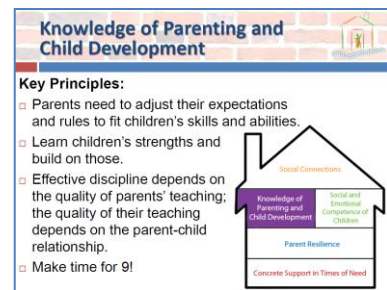 Knowledge of Parenting and
Child Development
Key Principles:
Parents need to adjust their expectations
and rules to fit children's skills and abilities.
Learn children's strengths and
build on those.
Effective discipline depends on
the quality of parents' teaching;
the quality of their teaching
depends on the parent-child
relationship.
Make time for 9!
Social Connections
Knowledge of
Parenting and
Child Development
Social and
Emotional
Competence of
Children
Parent Resilience
Concrete Support in Times of Need